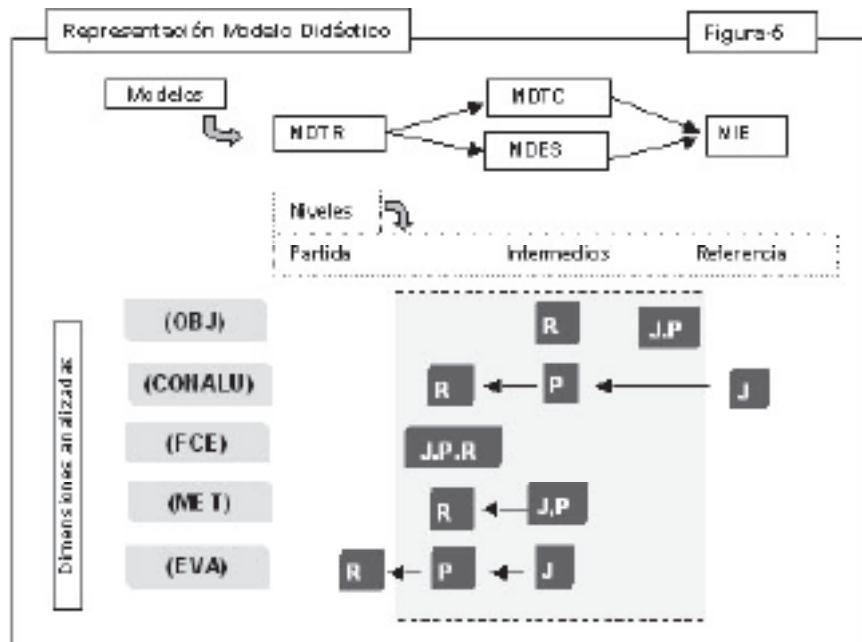 Representación Modelo Didáctico
Figura-6
Modelos
MDTR
MDTC
MDES
MIE
Niveles
Partida Intermedios Referencia
Dimensiones analizadas
(OBJ) R J.P
(CONALU) R P J
(FCE) J.P.R
(MET) R J,P
(EVA) R P J